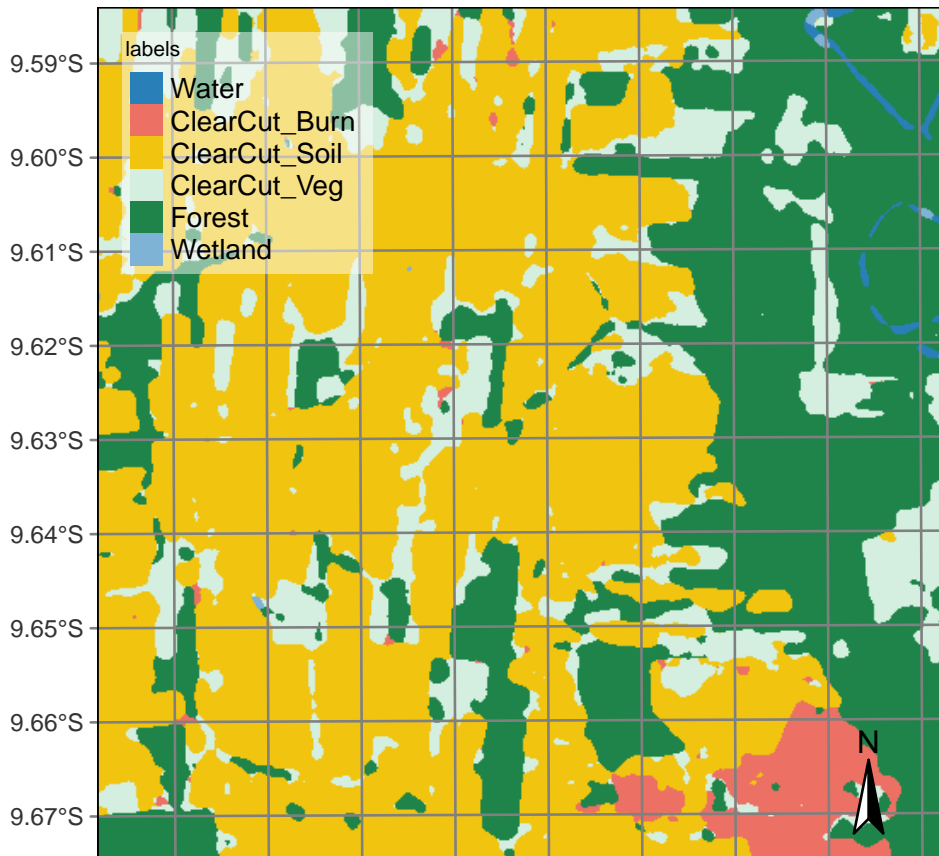 labels
Water
ClearCut_Burn
ClearCut_Soil
ClearCut_Veg
Forest
Wetland
9.59°S
9.60°S
9.61°S
9.62°S
9.63°S
9.64°S
9.65°S
9.66°S
9.67°S
N